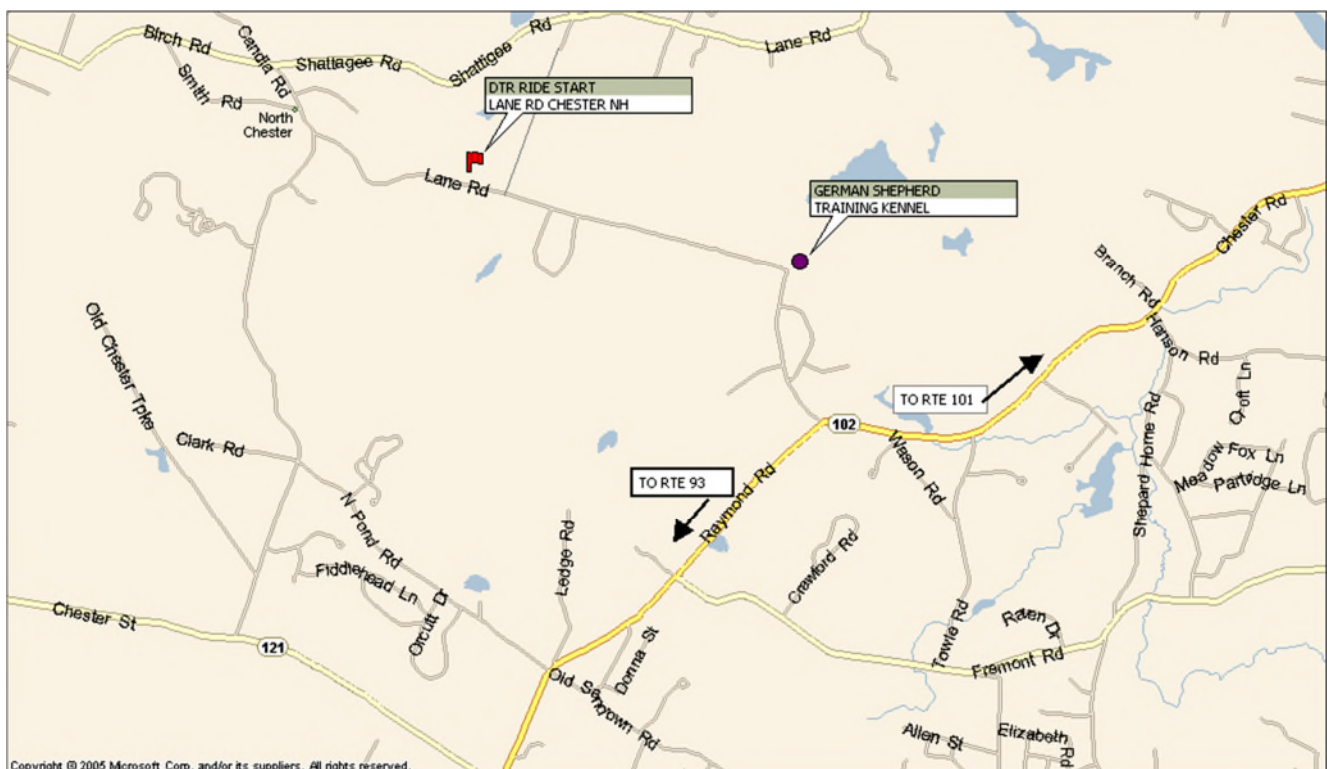 Birch Rd
Candia Rd
Shattagee Rd
Shattagee Rd
Lane Rd
Smith Rd
North
Chester
DTR RIDE START
LANE RD CHESTER NH
Lane Rd
GERMAN SHEPHERD
TRAINING KENNEL
Chester Rd
Branch Rd
Hanson Rd
Old Chester Tpke
TO RTE 101
Croft Ln
102
Clark Rd
Wason Rd
Shepard Home Rd
Meadow
Fox Ln
Partridge Ln
TO RTE 93
Raymond Rd
N Pond Rd
Ledge Rd
Crawford Rd
Fiddlehead Ln
Orcutt Dr
Chester St
121
Donna St
Towle Rd
Raten Dr
Fremont Rd
Old Sandown Rd
Allen St
Elizabeth Rd
Copyright © 2005 Microsoft Corp. and/or its suppliers. All rights reserved.